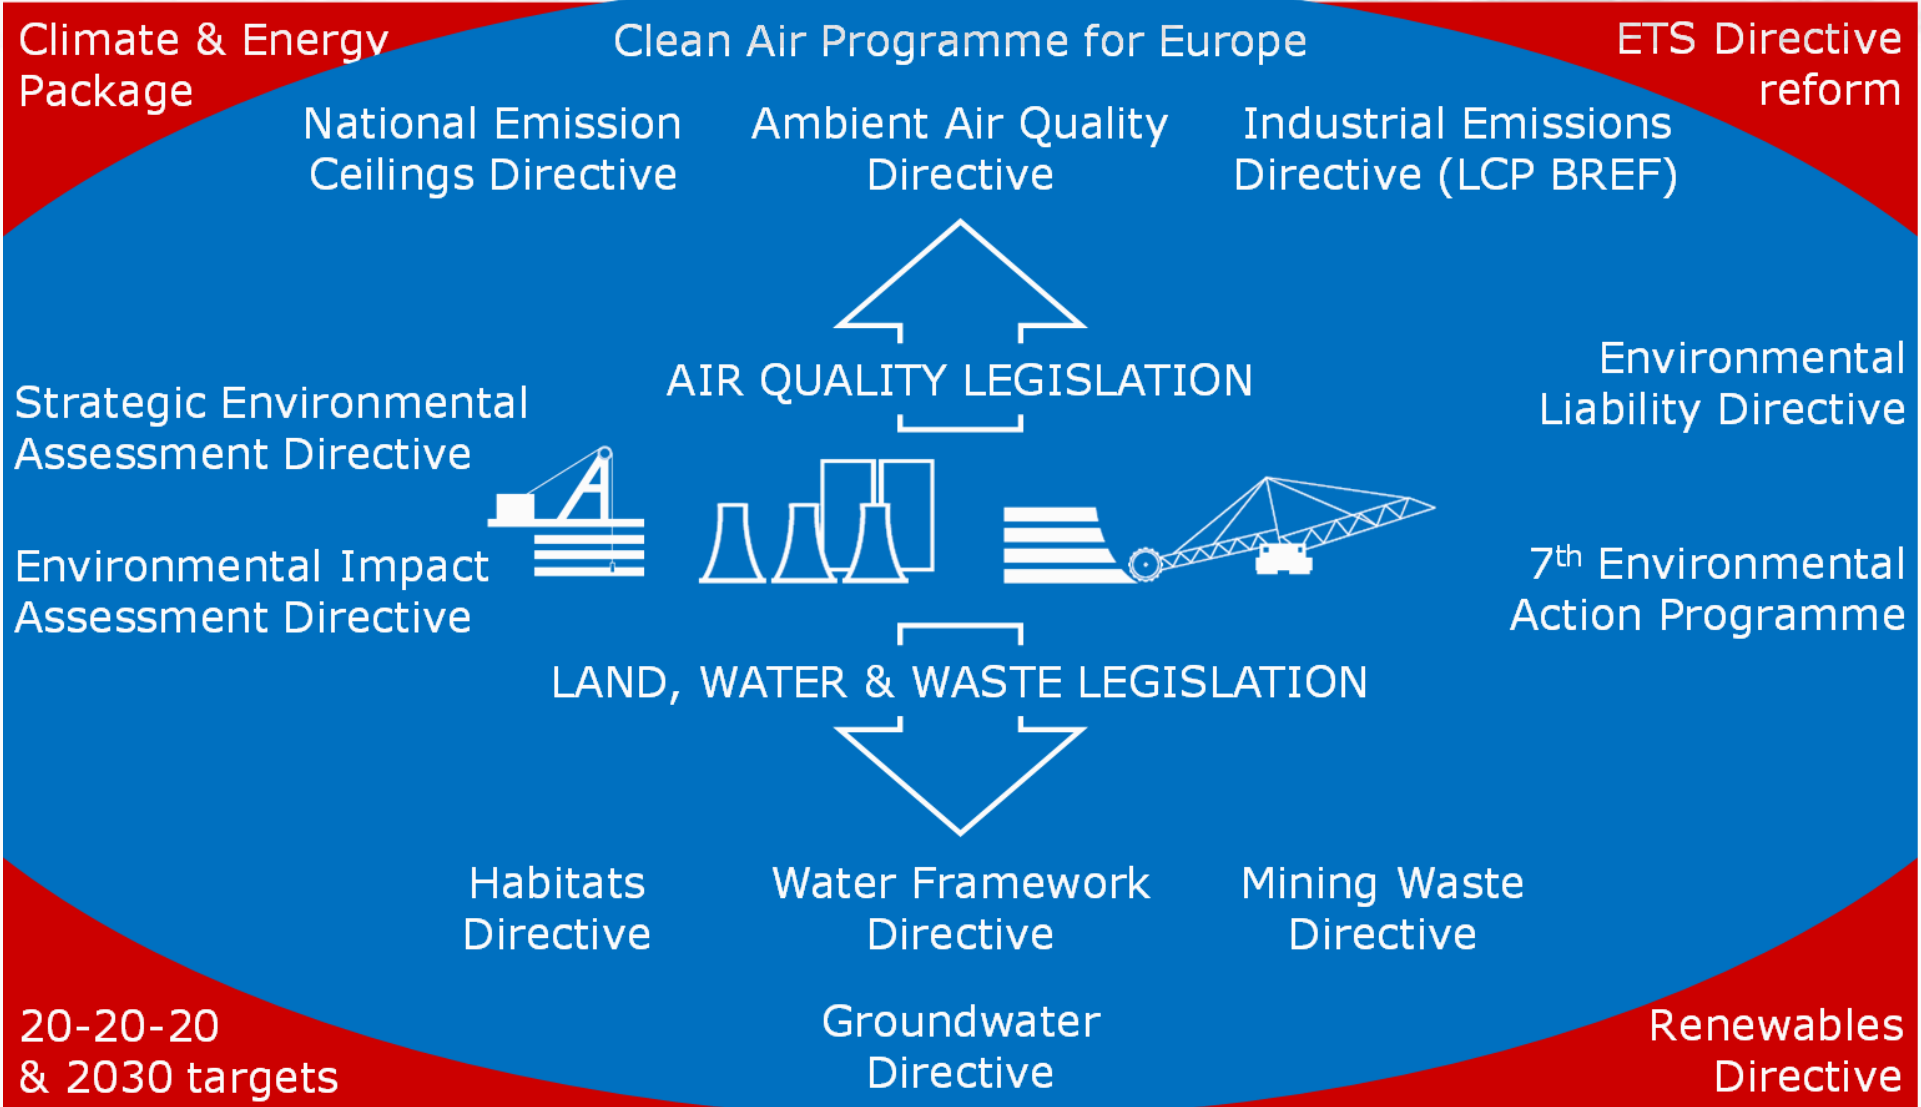 Climate & Energy
Package
Clean Air Programme for Europe
ETS Directive
reform
National Emission
Ceilings Directive
Ambient Air Quality
Directive
Industrial Emissions
Directive (LCP BREF)
AIR QUALITY LEGISLATION
Strategic Environmental
Assessment Directive
Environmental
Liability Directive
Environmental Impact
Assessment Directive
7th Environmental
Action Programme
LAND, WATER & WASTE LEGISLATION
Habitats
Directive
Water Framework
Directive
Mining Waste
Directive
20-20-20
& 2030 targets
Groundwater
Directive
Renewables
Directive